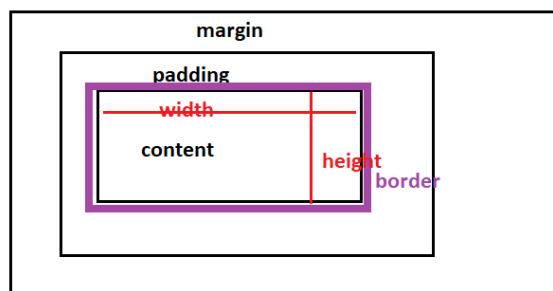 margin
padding
width
content
height
border